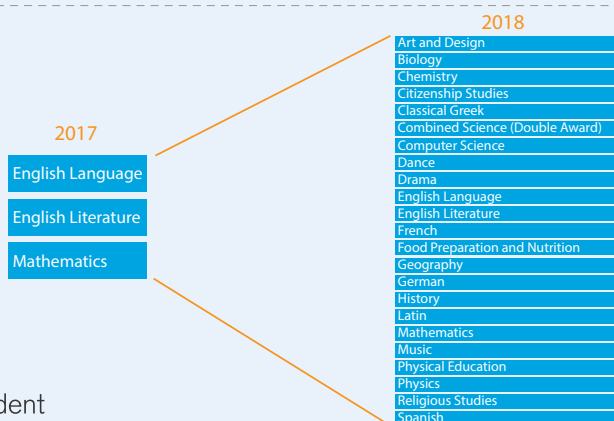 2017
English Language
English Literature
Mathematics
2018
Art and Design
Biology
Chemistry
Citizenship Studies
Classical Greek
Combined Science (Double Award)
Computer Science
Dance
Drama
English Language
English Literature
French
Food Preparation and Nutrition
Geography
German
History
Latin
Mathematics
Music
Physical Education
Physics
Religious Studies
Spanish
dent